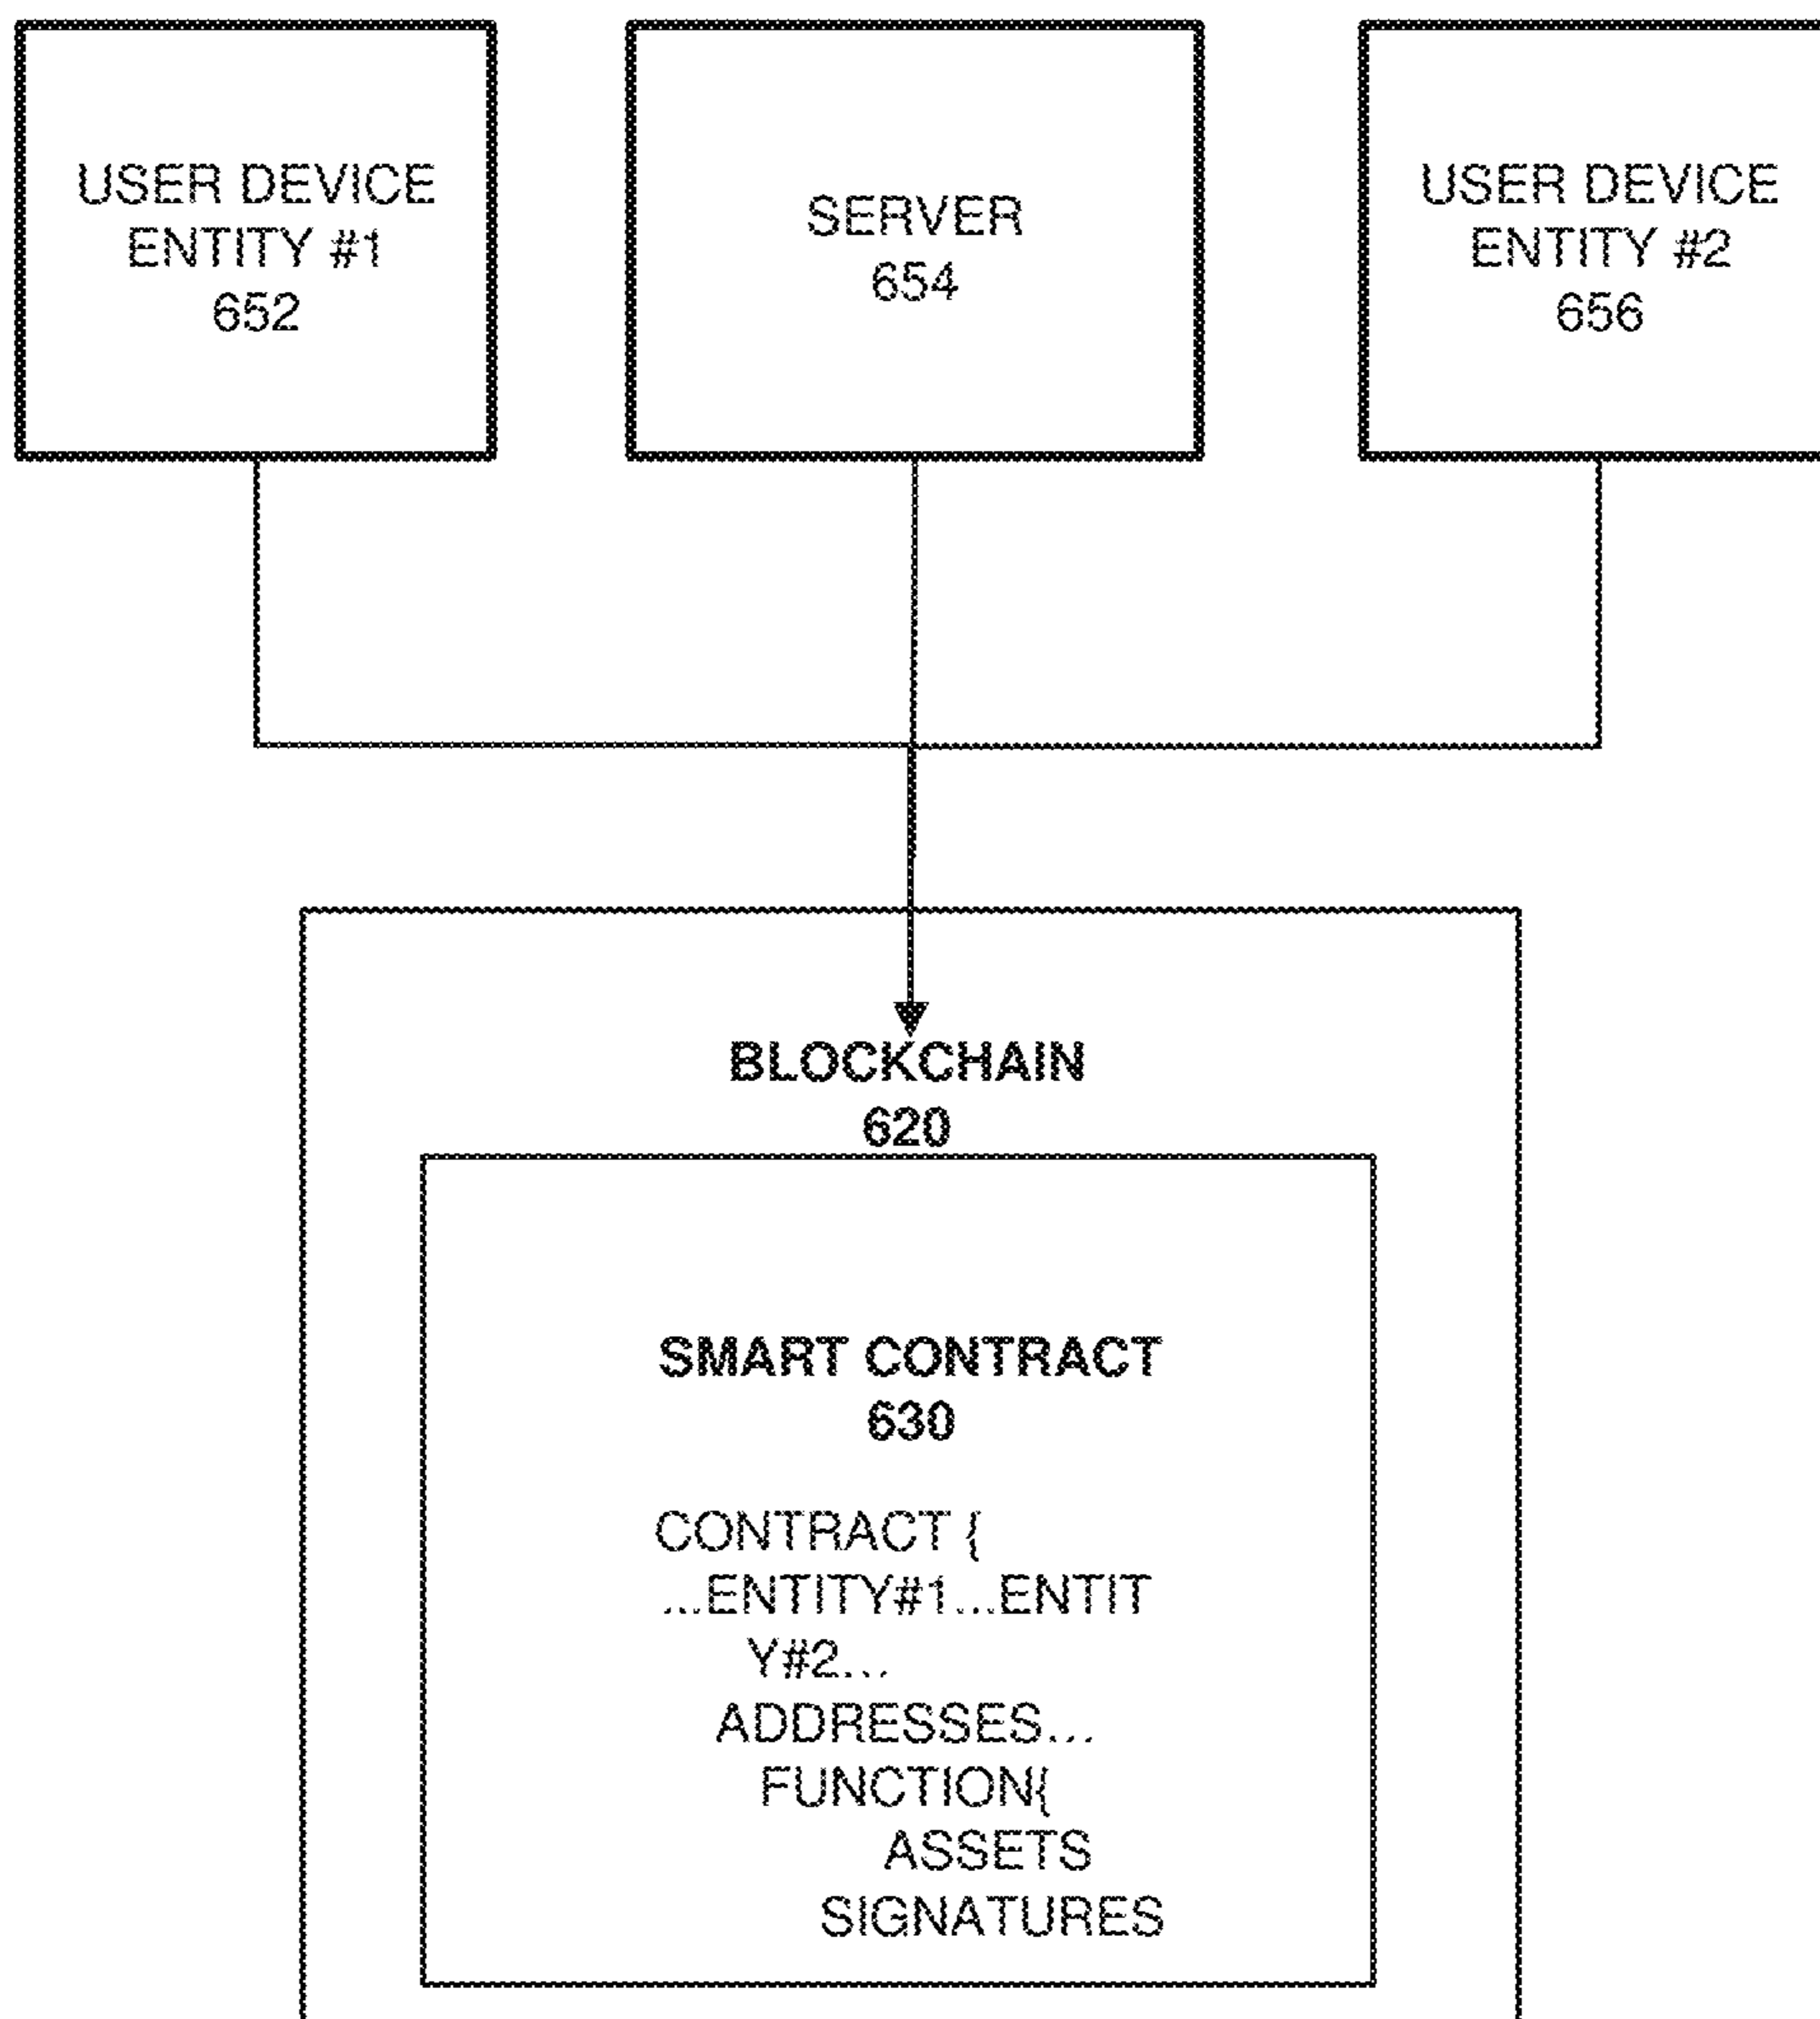 USER DEVICE
ENTITY #1
652
SERVER
654
USER DEVICE
ENTITY #2
656
BLOCKCHAIN
620
SMART CONTRACT
630
CONTRACT {
...ENTITY#1...ENTIT
Y#2...
ADDRESSES...
FUNCTION{
ASSETS
SIGNATURES